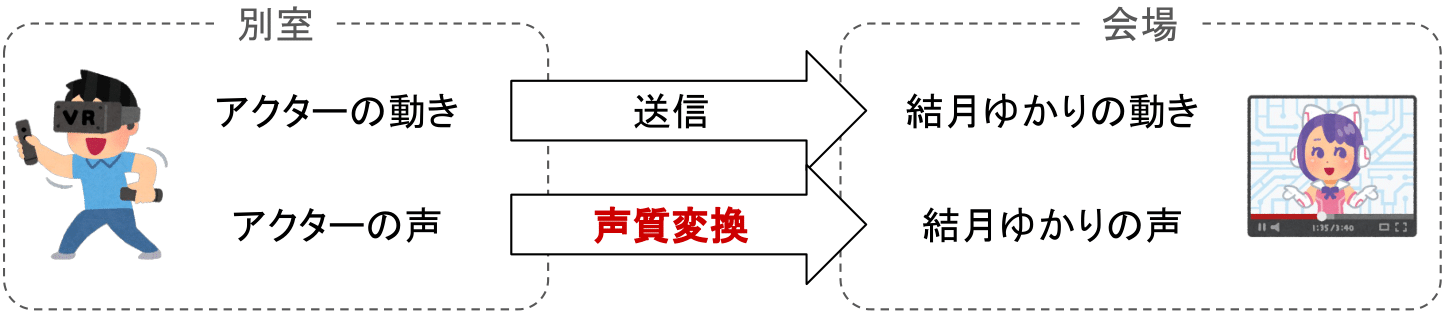 別室
会場
VR
アクターの動き
送信
結月ゆかりの動き
アクターの声
声質変換
結月ゆかりの声
1:35/3:40